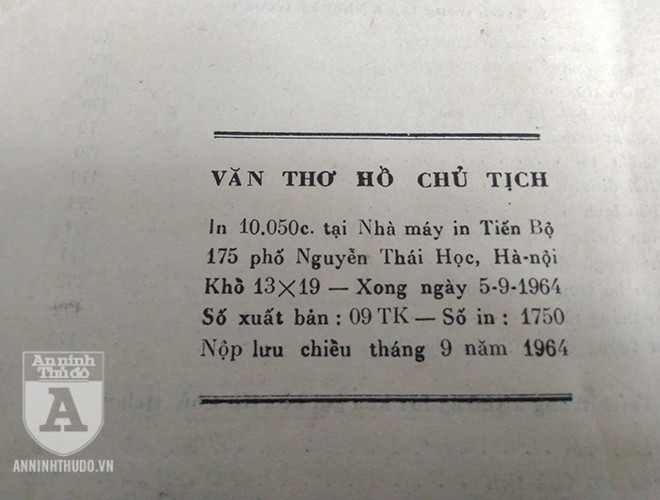 VĂN THƠ HỒ CHỦ TỊCH
In 10.050c. tại Nhà máy in Tiến Bộ
175 phố Nguyễn Thái Học, Hà-nội
Khổ 13×19 — Xong ngày 5-9-1964
Số xuất bản : 09 TK — Số in : 1750
Nộp lưu chiều tháng 9 năm 1964
An ninh
Thủ đô
A
ANNINHTHUDO.VN